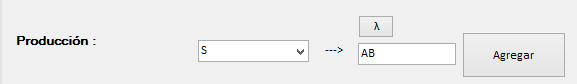 λ
Producción : S ---> AB Agregar